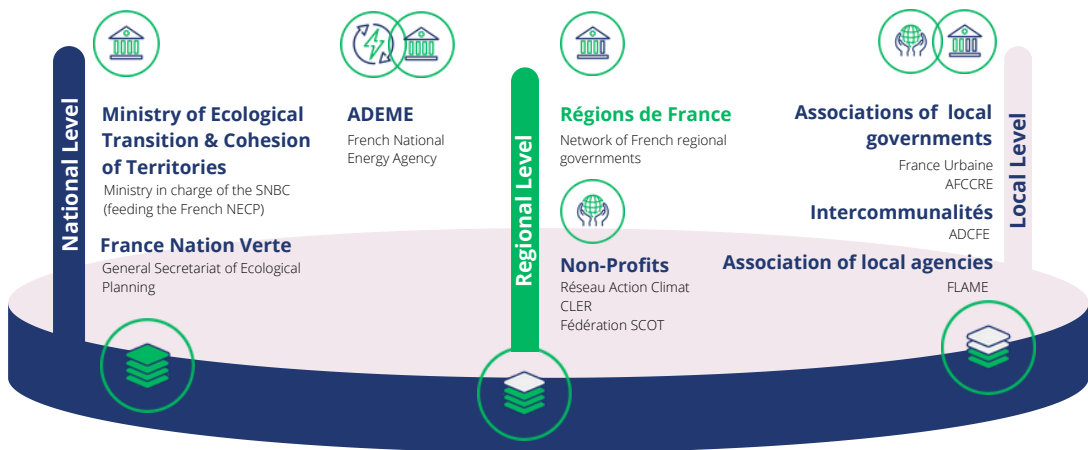 National Level
Ministry of Ecological
Transition & Cohesion
of Territories
Ministry in charge of the SNBC
(feeding the French NECP)
France Nation Verte
General Secretariat of Ecological
Planning
ADEME
French National
Energy Agency
Regional Level
Régions de France
Network of French regional
governments
Non-Profits
Réseau Action Climat
CLER
Fédération SCOT
Associations of local
governments
France Urbaine
AFCCRE
Intercommunalités
ADCFE
Association of local agencies
FLAME
Local Level